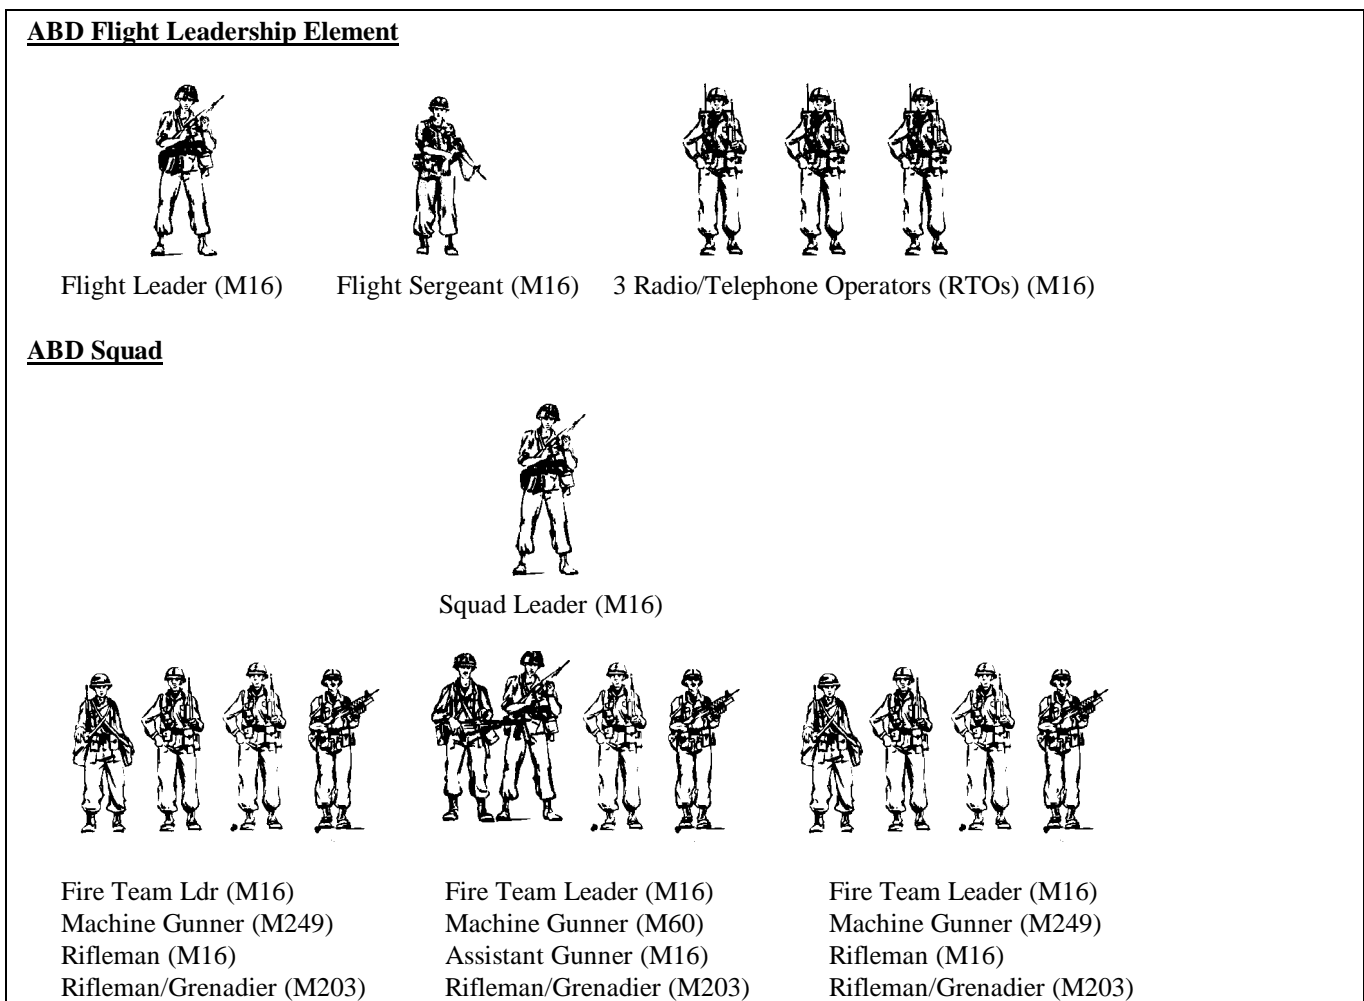 ABD Flight Leadership Element
Flight Leader (M16) Flight Sergeant (M16) 3 Radio/Telephone Operators (RTOs) (M16)
ABD Squad
Squad Leader (M16)
Fire Team Ldr (M16)
Machine Gunner (M249)
Rifleman (M16)
Rifleman/Grenadier (M203)
Fire Team Leader (M16)
Machine Gunner (M60)
Assistant Gunner (M16)
Rifleman/Grenadier (M203)
Fire Team Leader (M16)
Machine Gunner (M249)
Rifleman (M16)
Rifleman/Grenadier (M203)